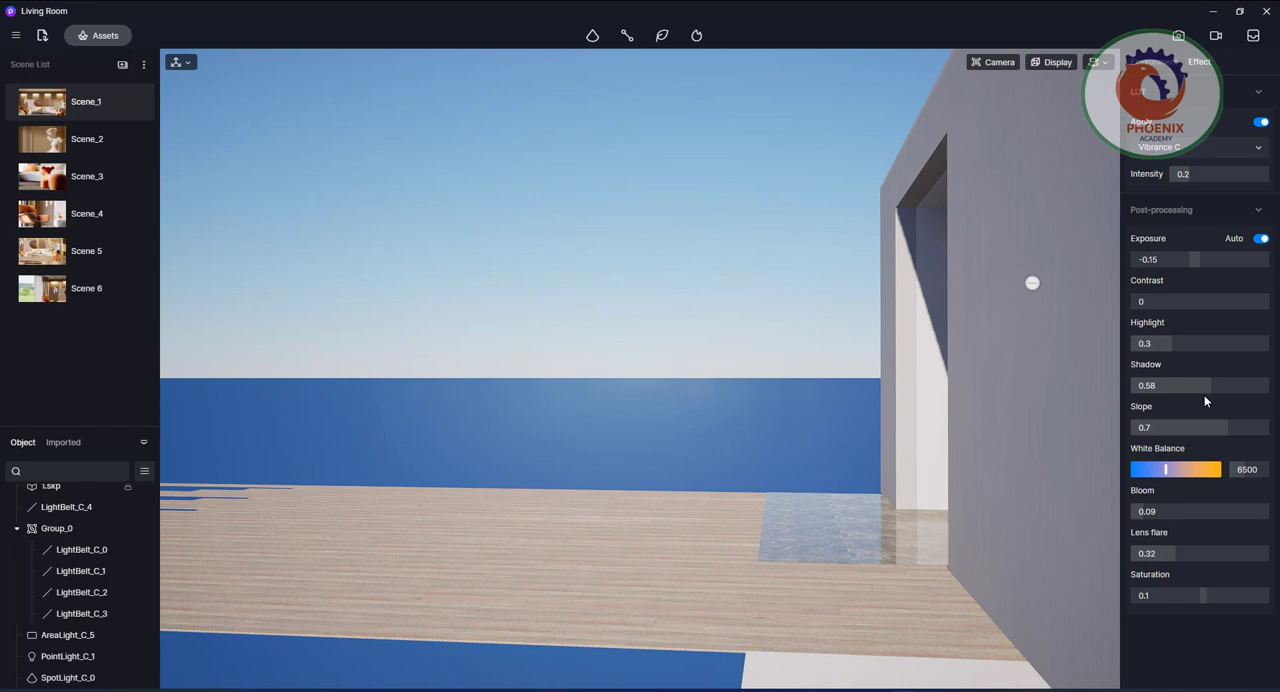 Living Room
Assets
Scene List
Scene_1
Scene_2
Scene_3
Scene_4
Scene 5
Scene 6
Object
Imported
1.skp
LightBelt_C_4
Group_0
LightBelt_C_0
LightBelt_C_1
LightBelt_C_2
LightBelt_C_3
AreaLight_C_5
PointLight_C_1
SpotLight_C_0
Camera
Display
Environment
Effect
LUT
Apply
PHOENIX
ACADEMY
Vibrance C
Intensity
0.2
Post-processing
Exposure
Auto
-0.15
Contrast
0
Highlight
0.3
Shadow
0.58
Slope
0.7
White Balance
6500
Bloom
0.09
Lens flare
0.32
Saturation
0.1